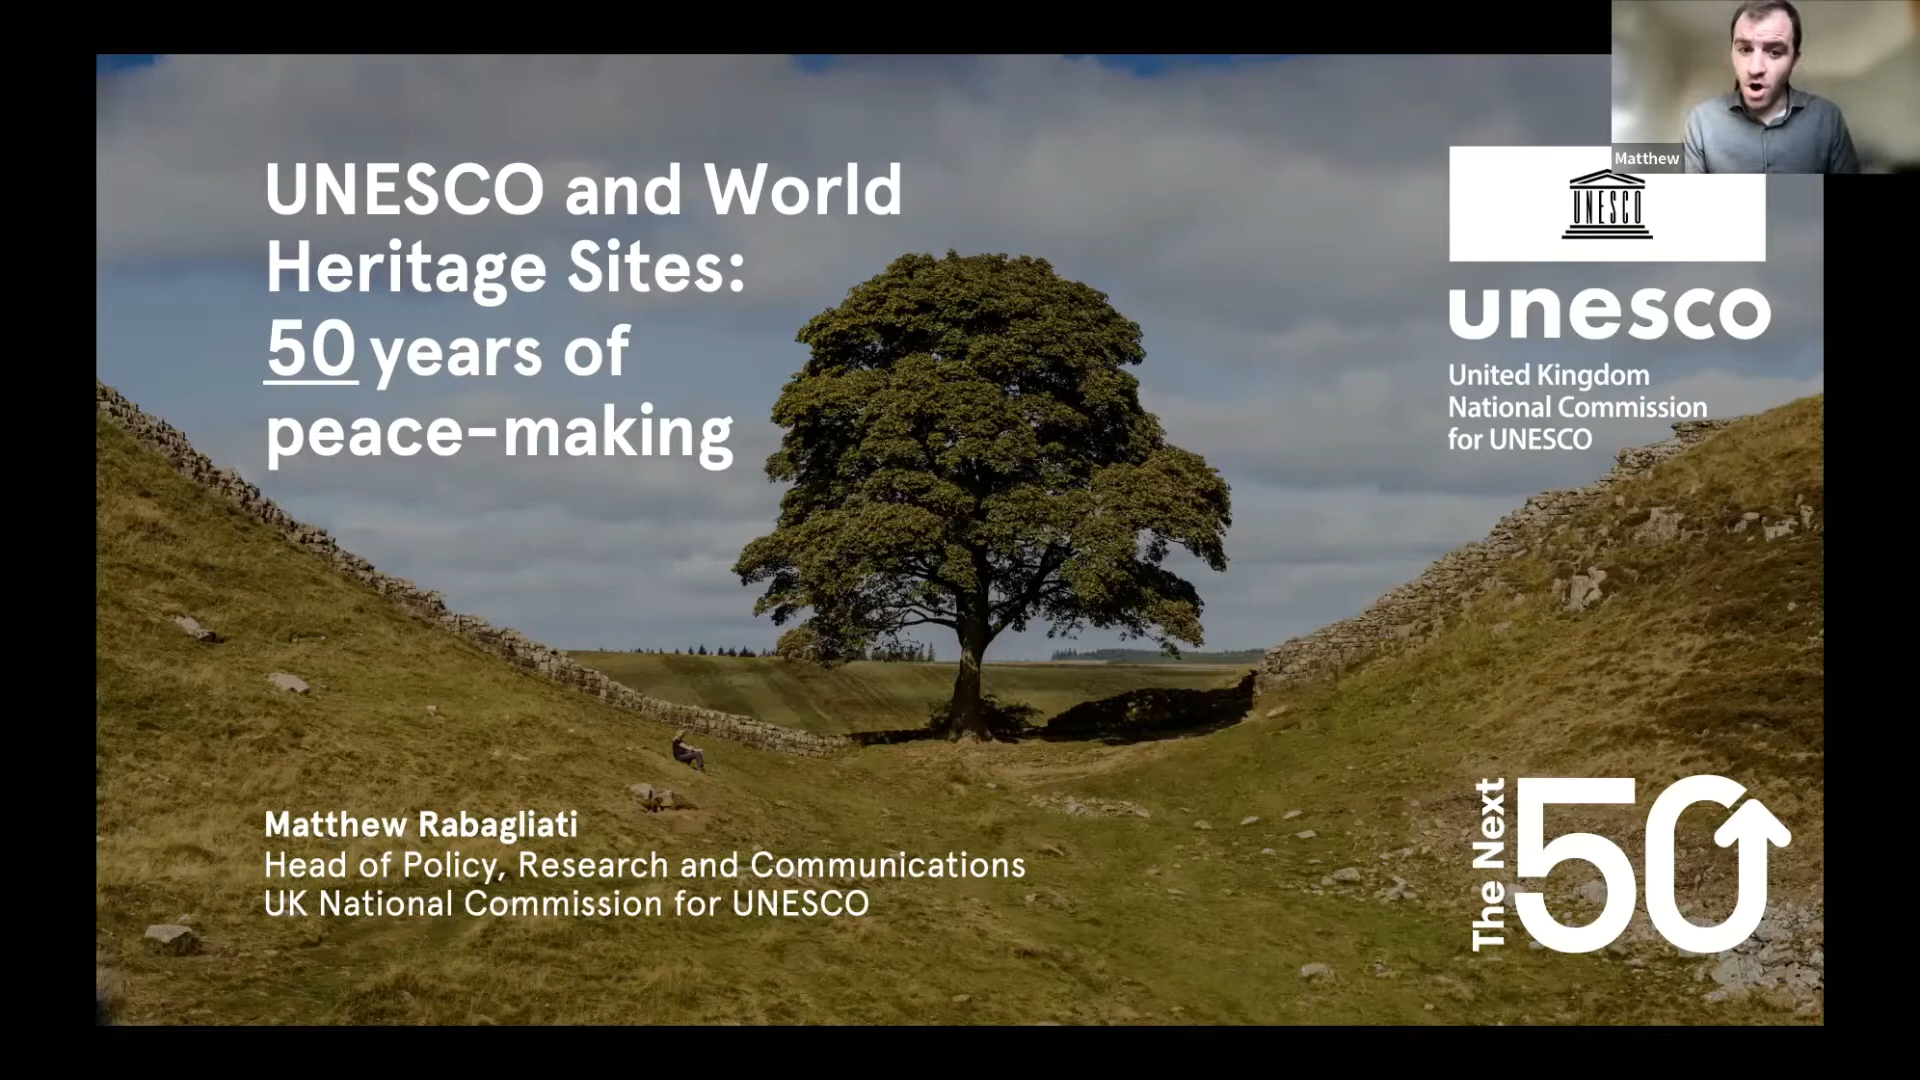 UNESCO and World
Heritage Sites:
50 years of
peace-making
Matthew
UNESCO
unesco
United Kingdom
National Commission
for UNESCO
Matthew Rabagliati
Head of Policy, Research and Communications
UK National Commission for UNESCO
The Next
50